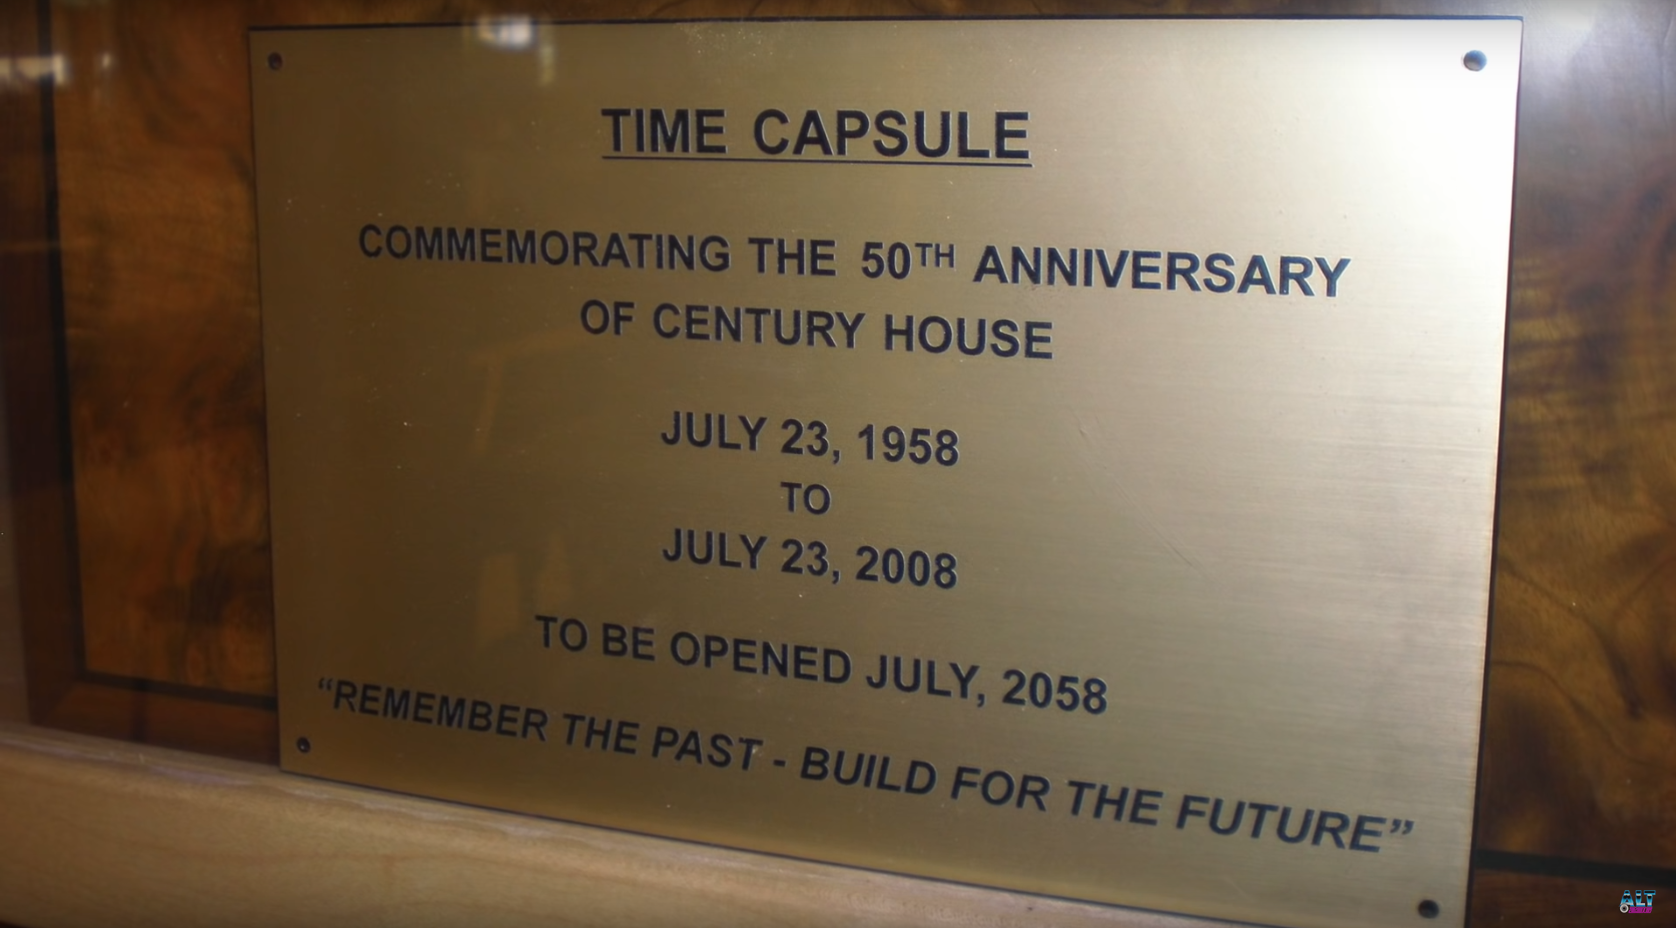 TIME CAPSULE
COMMEMORATING THE 50TH ANNIVERSARY
OF CENTURY HOUSE
JULY 23, 1958
TO
JULY 23, 2008
TO BE OPENED JULY, 2058
“REMEMBER THE PAST - BUILD FOR THE FUTURE”
ALT